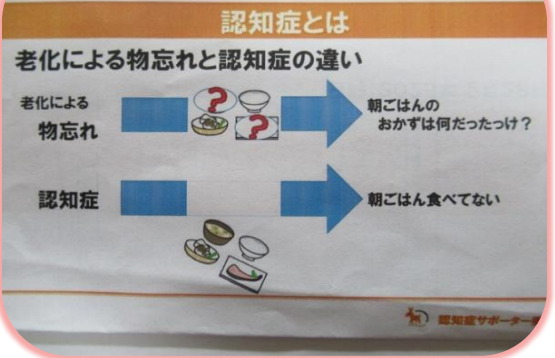 認知症とは
老化による物忘れと認知症の違い
老化による
物忘れ
?
?
朝ごはんの
おかずは何だったっけ?
認知症
朝ごはん食べてない
認知症サポーター